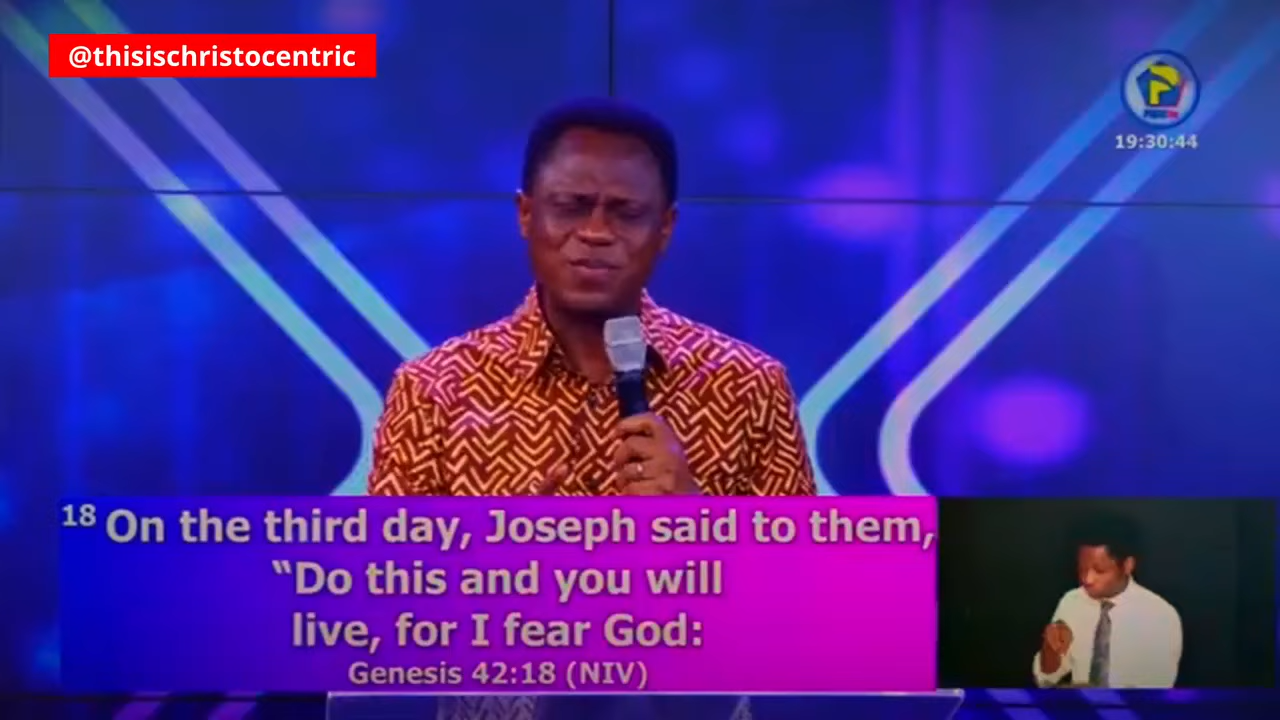 @thisischristocentric
19:30:44
18 On the third day, Joseph said to them,
“Do this and you will
live, for I fear God:
Genesis 42:18 (NIV)